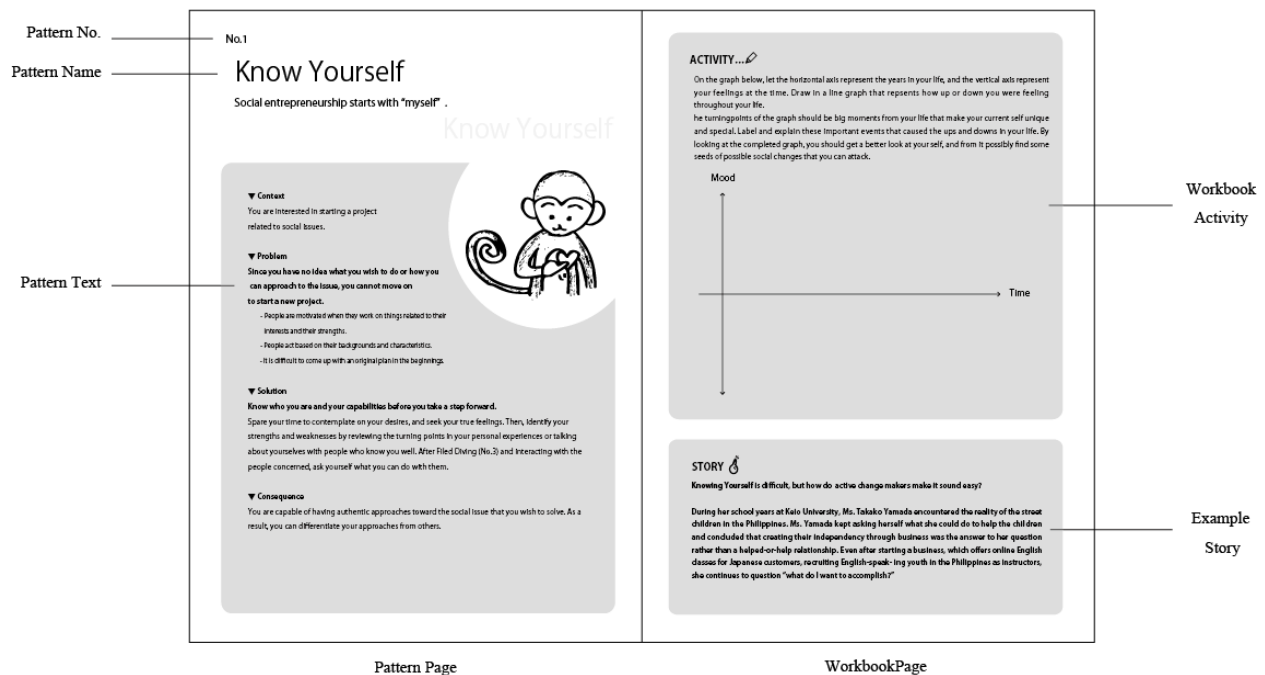 Pattern No.
Pattern Name
Pattern Text
No.1
Know Yourself
Social entrepreneurship starts with “myself” .
Know Yourself
▼ Context
You are interested in starting a project
related to social issues.
▼ Problem
Since you have no idea what you wish to do or how you
can approach to the issue, you cannot move on
to start a new project.
- People are motivated when they work on things related to their
interests and their strengths.
- People act based on their backgrounds and characteristics.
- It is difficult to come up with an original plan in the beginnings.
▼ Solution
Know who you are and your capabilities before you take a step forward.
Spare your time to contemplate on your desires, and seek your true feelings. Then, identify your
strengths and weaknesses by reviewing the turning points in your personal experiences or talking
about yourselves with people who know you well. After Filed Diving (No.3) and interacting with the
people concerned, ask yourself what you can do with them.
▼ Consequence
You are capable of having authentic approaches toward the social issue that you wish to solve. As a
result, you can differentiate your approaches from others.
Pattern Page
ACTIVITY...
On the graph below, let the horizontal axis represent the years in your life, and the vertical axis represent
your feelings at the time. Draw in a line graph that repsents how up or down you were feeling
throughout your life.
he turningpoints of the graph should be big moments from your life that make your current self unique
and special. Label and explain these important events that caused the ups and downs in your life. By
looking at the completed graph, you should get a better look at your self, and from it possibly find some
seeds of possible social changes that you can attack.
Mood
Time
STORY
Knowing Yourself is difficult, but how do active change makers make it sound easy?
During her school years at Keio University, Ms. Takako Yamada encountered the reality of the street
children in the Philippines. Ms. Yamada kept asking herself what she could do to help the children
and concluded that creating their independency through business was the answer to her question
rather than a helped-or-help relationship. Even after starting a business, which offers online English
classes for Japanese customers, recruiting English-speak- ing youth in the Philippines as instructors,
she continues to question “what do I want to accomplish?”
WorkbookPage
Workbook
Activity
Example
Story